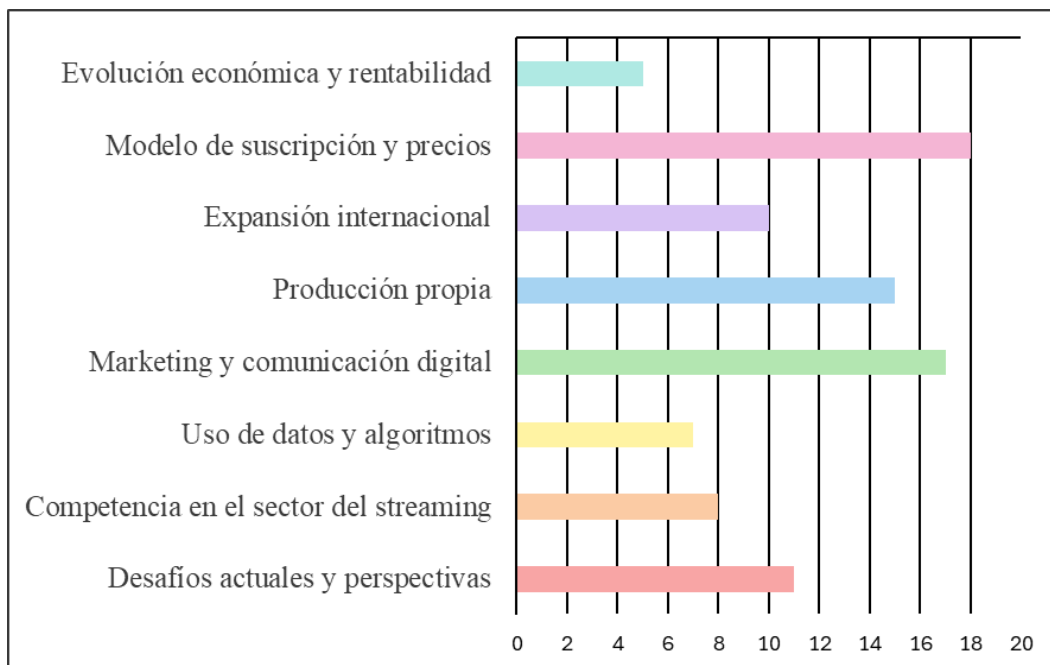 Evolución económica y rentabilidad
Modelo de suscripción y precios
Expansión internacional
Producción propia
Marketing y comunicación digital
Uso de datos y algoritmos
Competencia en el sector del streaming
Desafíos actuales y perspectivas
0 2 4 6 8 10 12 14 16 18 20